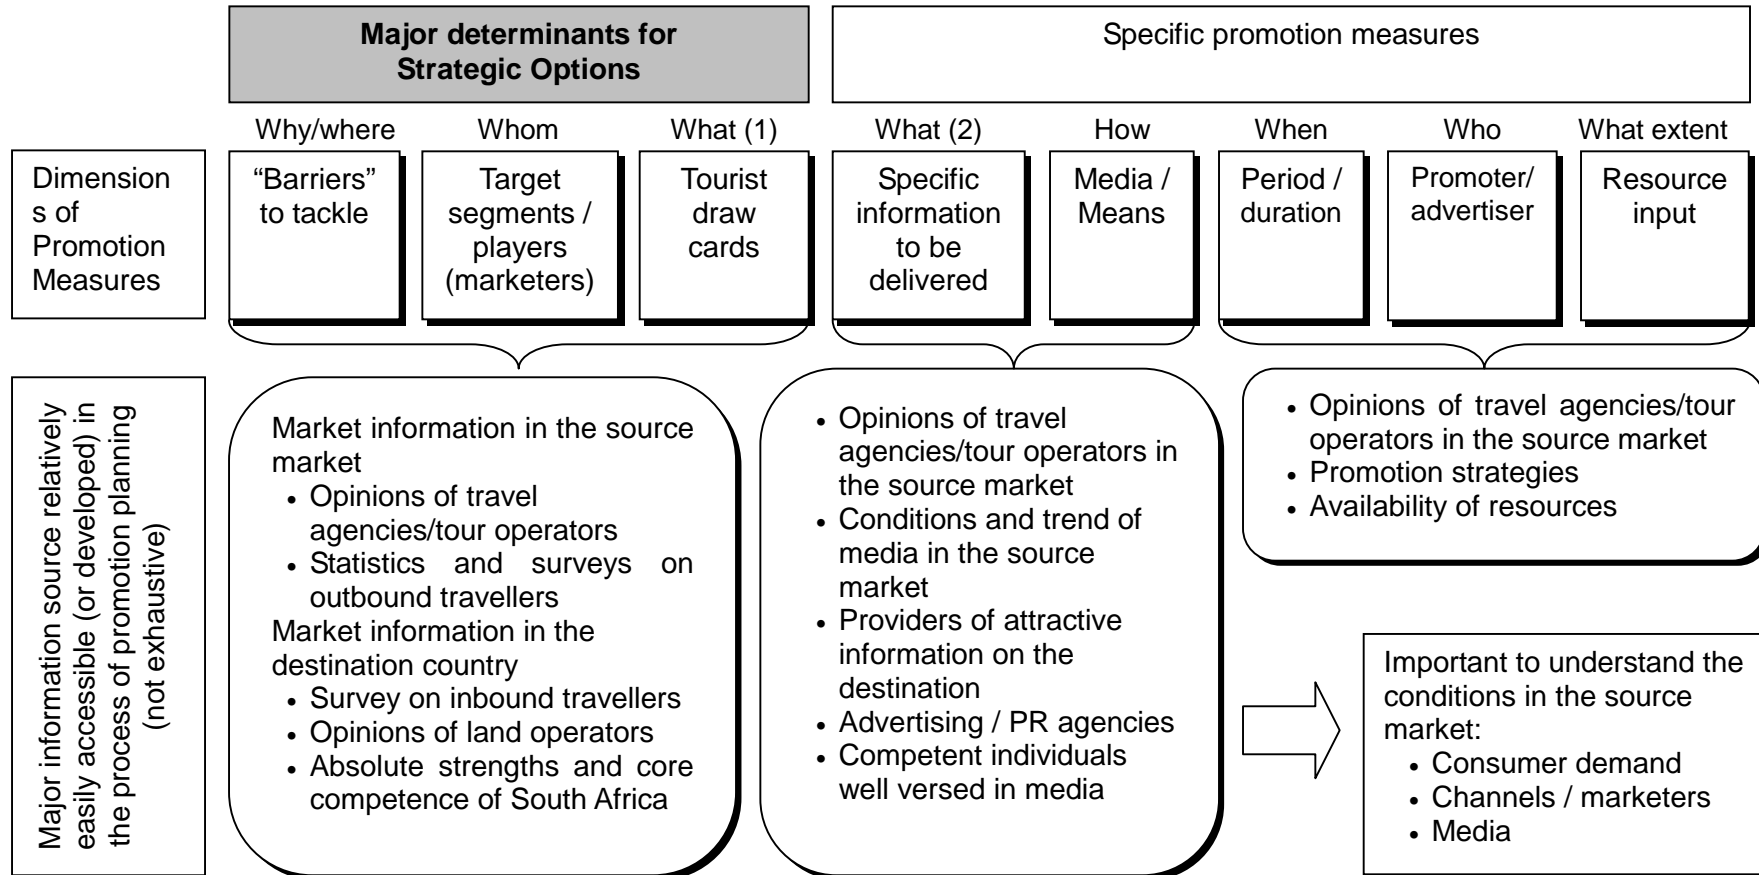 Major determinants for
Strategic Options
Specific promotion measures
Why/where
Whom
What (1)
What (2)
How
When
Who
What extent
Dimension
s of
Promotion
Measures
“Barriers”
to tackle
Target
segments /
players
(marketers)
Tourist
draw
cards
Specific
information
to be
delivered
Media /
Means
Period /
duration
Promoter/
advertiser
Resource
input
Major information source relatively
easily accessible (or developed) in
the process of promotion planning
(not exhaustive)
Market information in the source
market
• Opinions of travel
agencies/tour operators
• Statistics and surveys on
outbound travellers
Market information in the
destination country
• Survey on inbound travellers
• Opinions of land operators
• Absolute strengths and core
competence of South Africa
• Opinions of travel
agencies/tour operators in
the source market
• Conditions and trend of
media in the source
market
• Providers of attractive
information on the
destination
• Advertising / PR agencies
• Competent individuals
well versed in media
• Opinions of travel agencies/tour
operators in the source market
• Promotion strategies
• Availability of resources
Important to understand the
conditions in the source
market:
• Consumer demand
• Channels / marketers
• Media